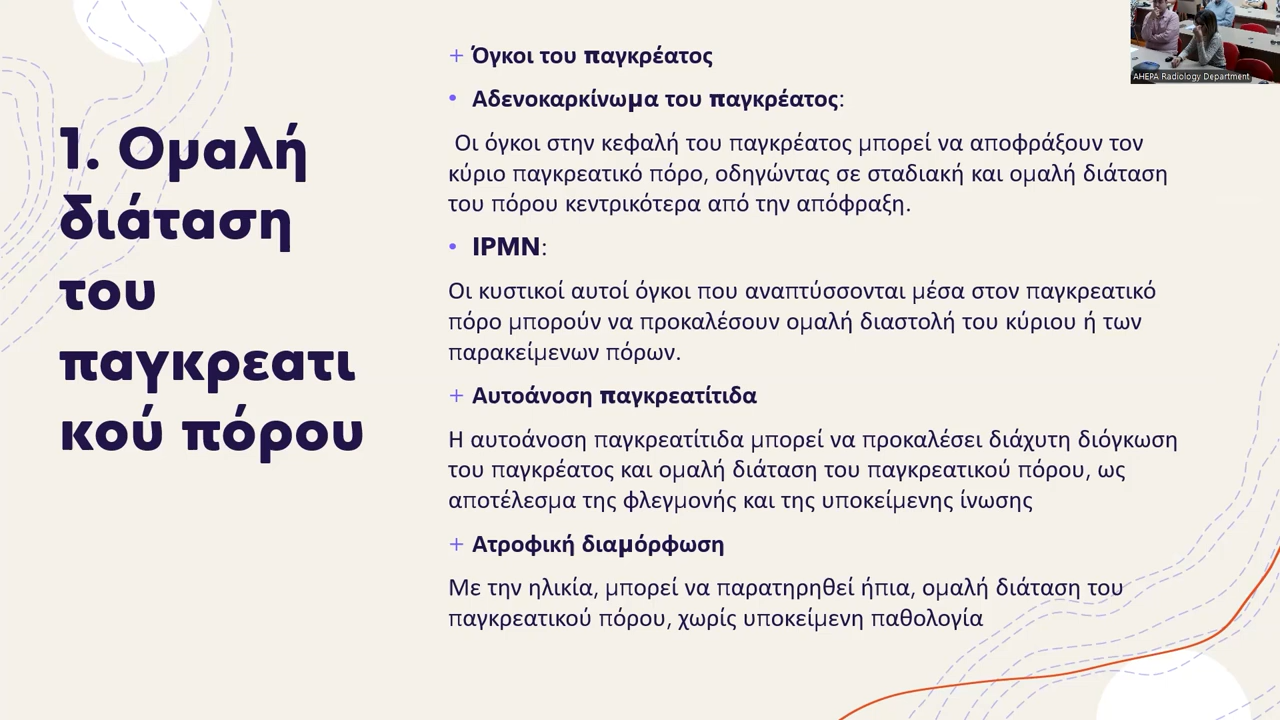 1. Ομαλή
διάταση
του
παγκρεατι
κού πόρου
+ Όγκοι του παγκρέατος
• Αδενοκαρκίνωμα του παγκρέατος:
Οι όγκοι στην κεφαλή του παγκρέατος μπορεί να αποφράξουν τον
κύριο παγκρεατικό πόρο, οδηγώντας σε σταδιακή και ομαλή διάταση
του πόρου κεντρικότερα από την απόφραξη.
• IPMN:
Οι κυστικοί αυτοί όγκοι που αναπτύσσονται μέσα στον παγκρεατικό
πόρο μπορούν να προκαλέσουν ομαλή διαστολή του κύριου ή των
παρακείμενων πόρων.
+ Αυτοάνοση παγκρεατίτιδα
Η αυτοάνοση παγκρεατίτιδα μπορεί να προκαλέσει διάχυτη διόγκωση
του παγκρέατος και ομαλή διάταση του παγκρεατικού πόρου, ως
αποτέλεσμα της φλεγμονής και της υποκείμενης ίνωσης
+ Ατροφική διαμόρφωση
Με την ηλικία, μπορεί να παρατηρηθεί ήπια, ομαλή διάταση του
παγκρεατικού πόρου, χωρίς υποκείμενη παθολογία
AHEPA Radiology Department